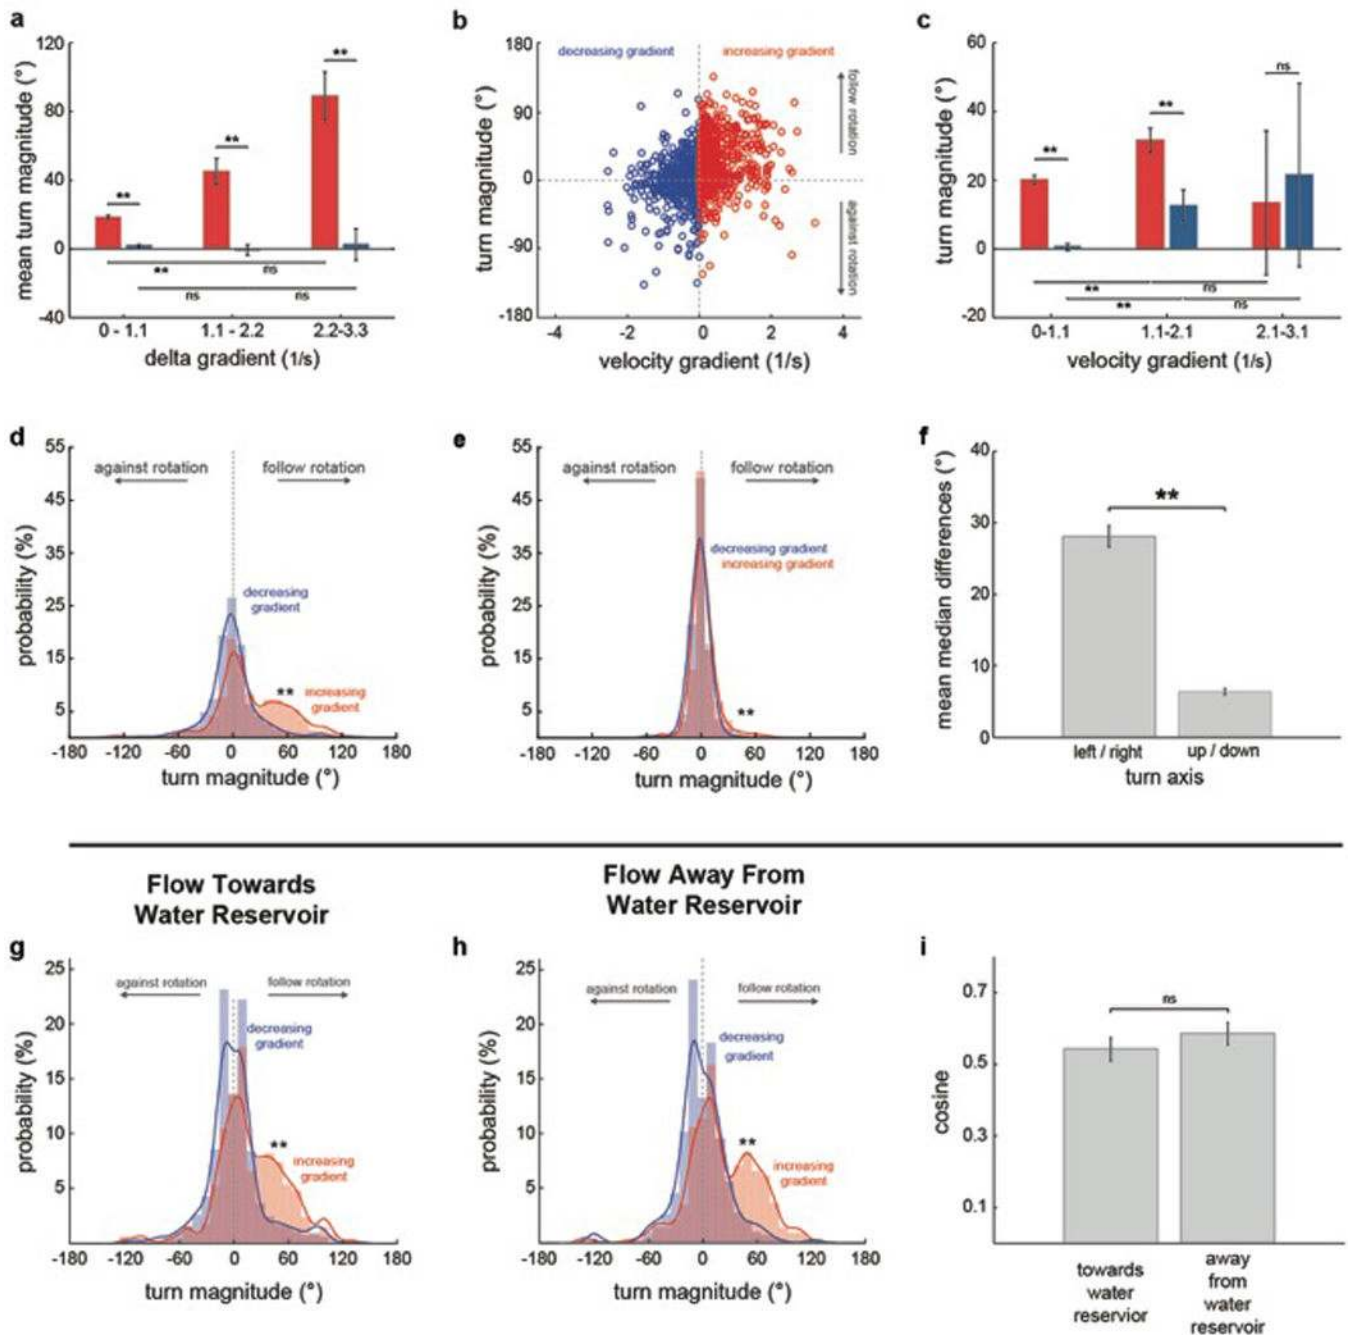 a
120
80
40
0
-40
mean turn magnitude (°)
**
**
**
**
ns
ns
ns
0 - 1.1
1.1 - 2.2
2.2-3.3
delta gradient (1/s)
b
180
90
0
-90
-180
turn magnitude (°)
decreasing gradient
increasing gradient
follow rotation
against rotation
-4
-2
0
2
4
velocity gradient (1/s)
c
60
40
20
0
-20
turn magnitude (°)
**
**
ns
**
ns
**
ns
0-1.1
1.1-2.1
2.1-3.1
velocity gradient (1/s)
d
55
45
35
25
15
5
probability (%)
against rotation
follow rotation
decreasing
gradient
**
increasing
gradient
-180
-120
-60
0
60
120
180
turn magnitude (°)
e
55
45
35
25
15
5
probability (%)
against rotation
follow rotation
decreasing gradient
increasing gradient
**
-180
-120
-60
0
60
120
180
turn magnitude (°)
f
40
30
20
10
0
mean median differences (°)
**
left / right
up / down
turn axis
Flow Towards
Water Reservoir
Flow Away From
Water Reservoir
g
25
20
15
10
5
probability (%)
against rotation
follow rotation
decreasing
gradient
**
increasing
gradient
-180
-120
-60
0
60
120
180
turn magnitude (°)
h
25
20
15
10
5
probability (%)
against rotation
follow rotation
decreasing
gradient
**
increasing
gradient
-180
-120
-60
0
60
120
180
turn magnitude (°)
i
0.7
0.5
0.3
0.1
cosine
ns
towards
water
reservior
away
from
water
reservoir